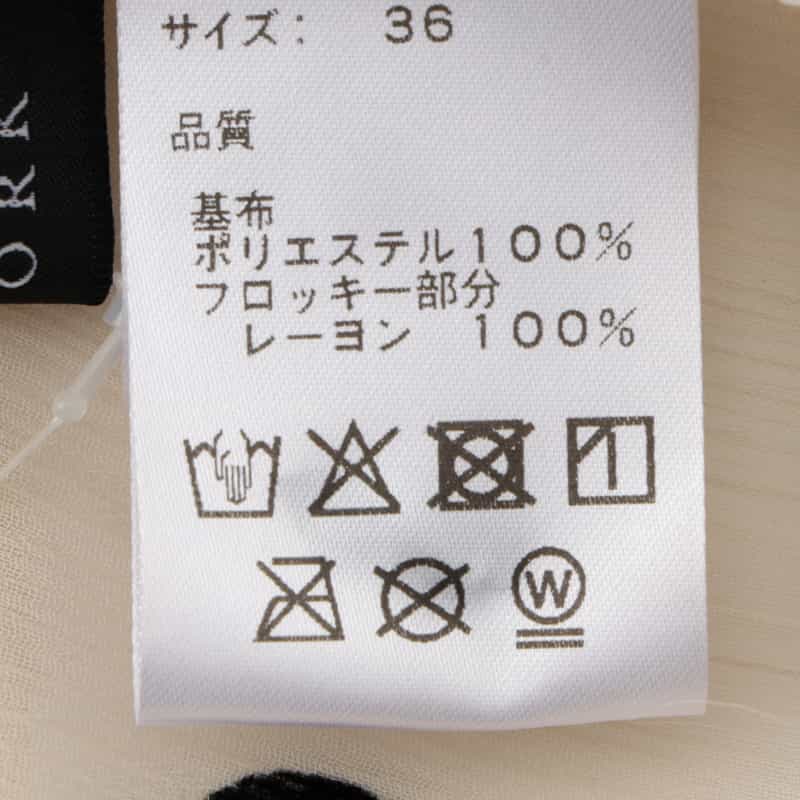 サイズ： 36
品質
基布
ポリエステル100%
フロッキー部分
レーヨン 100%
W
ORK